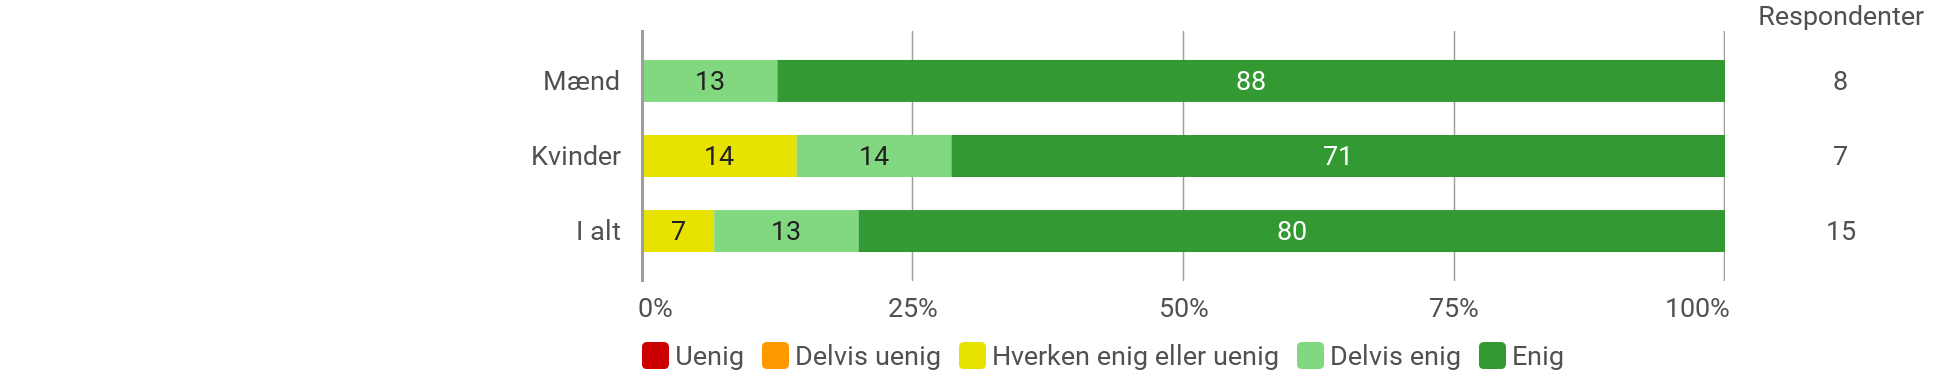 Respondenter
Mænd 13 88 8
Kvinder 14 14 71 7
I alt 7 13 80 15
0% 25% 50% 75% 100%
Uenig Delvis uenig Hverken enig eller uenig Delvis enig Enig